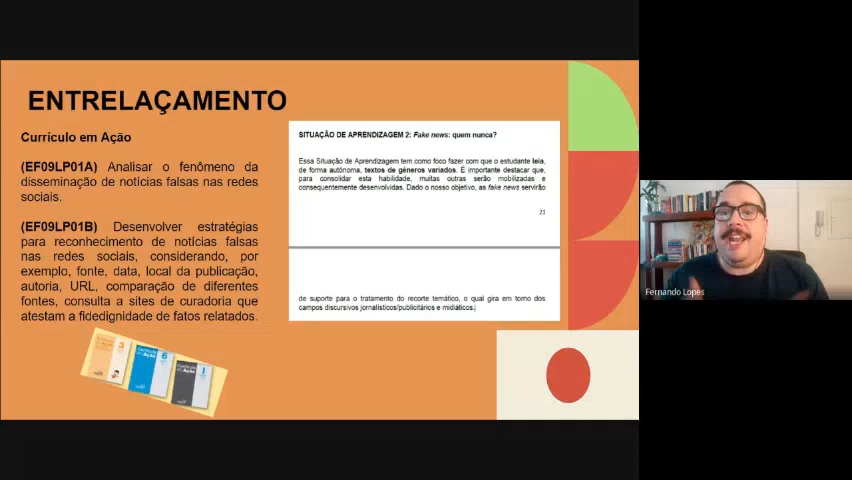 ENTRELAÇAMENTO
Currículo em Ação
(EF09LP01A) Analisar o fenômeno da
disseminação de notícias falsas nas redes
sociais.
(EF09LP01B) Desenvolver estratégias
para reconhecimento de notícias falsas
nas redes sociais, considerando, por
exemplo, fonte, data, local da publicação,
autoria, URL, comparação de diferentes
fontes, consulta a sites de curadoria que
atestam a fidedignidade de fatos relatados.
SITUAÇÃO DE APRENDIZAGEM 2: Fake news: quem nunca?
Essa Situação de Aprendizagem tem como foco fazer com que o estudante leia,
de forma autônoma, textos de gêneros variados. É importante destacar que,
para consolidar esta habilidade, muitas outras serão mobilizadas e
consequentemente desenvolvidas. Dado o nosso objetivo, as fake news servirão
21
de suporte para o tratamento do recorte temático, o qual gira em torno dos
campos discursivos jornalísticos/publicitários e midiáticos.
Fernando Lopes